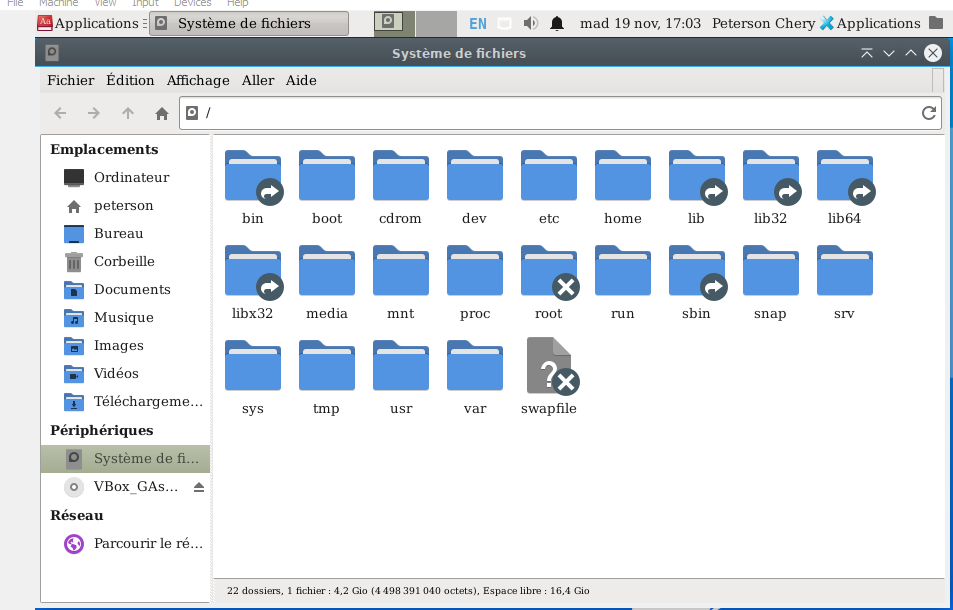 File Machine View Input Devices Help
Applications Système de fichiers EN mad 19 nov, 17:03 Peterson Chery Applications
Système de fichiers
Fichier Édition Affichage Aller Aide
/
Emplacements
Ordinateur
peterson
Bureau
Corbeille
Documents
Musique
Images
Vidéos
Téléchargeme...
Périphériques
Système de fi...
VBox_GAs...
Réseau
Parcourir le ré...
bin boot cdrom dev etc home lib lib32 lib64
libx32 media mnt proc root run sbin snap srv
sys tmp usr var swapfile
22 dossiers, 1 fichier : 4,2 Gio (4 498 391 040 octets), Espace libre : 16,4 Gio